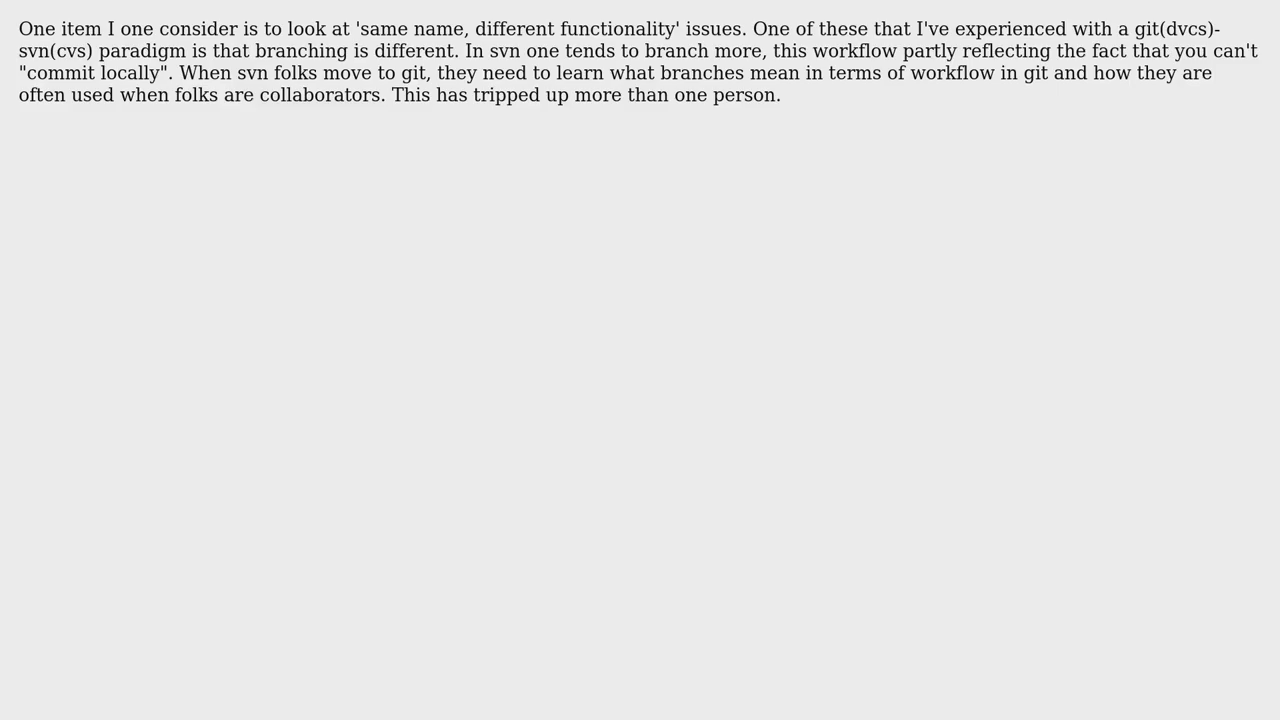 One item I one consider is to look at 'same name, different functionality' issues. One of these that I've experienced with a git(dvcs)-
svn(cvs) paradigm is that branching is different. In svn one tends to branch more, this workflow partly reflecting the fact that you can't
"commit locally". When svn folks move to git, they need to learn what branches mean in terms of workflow in git and how they are
often used when folks are collaborators. This has tripped up more than one person.